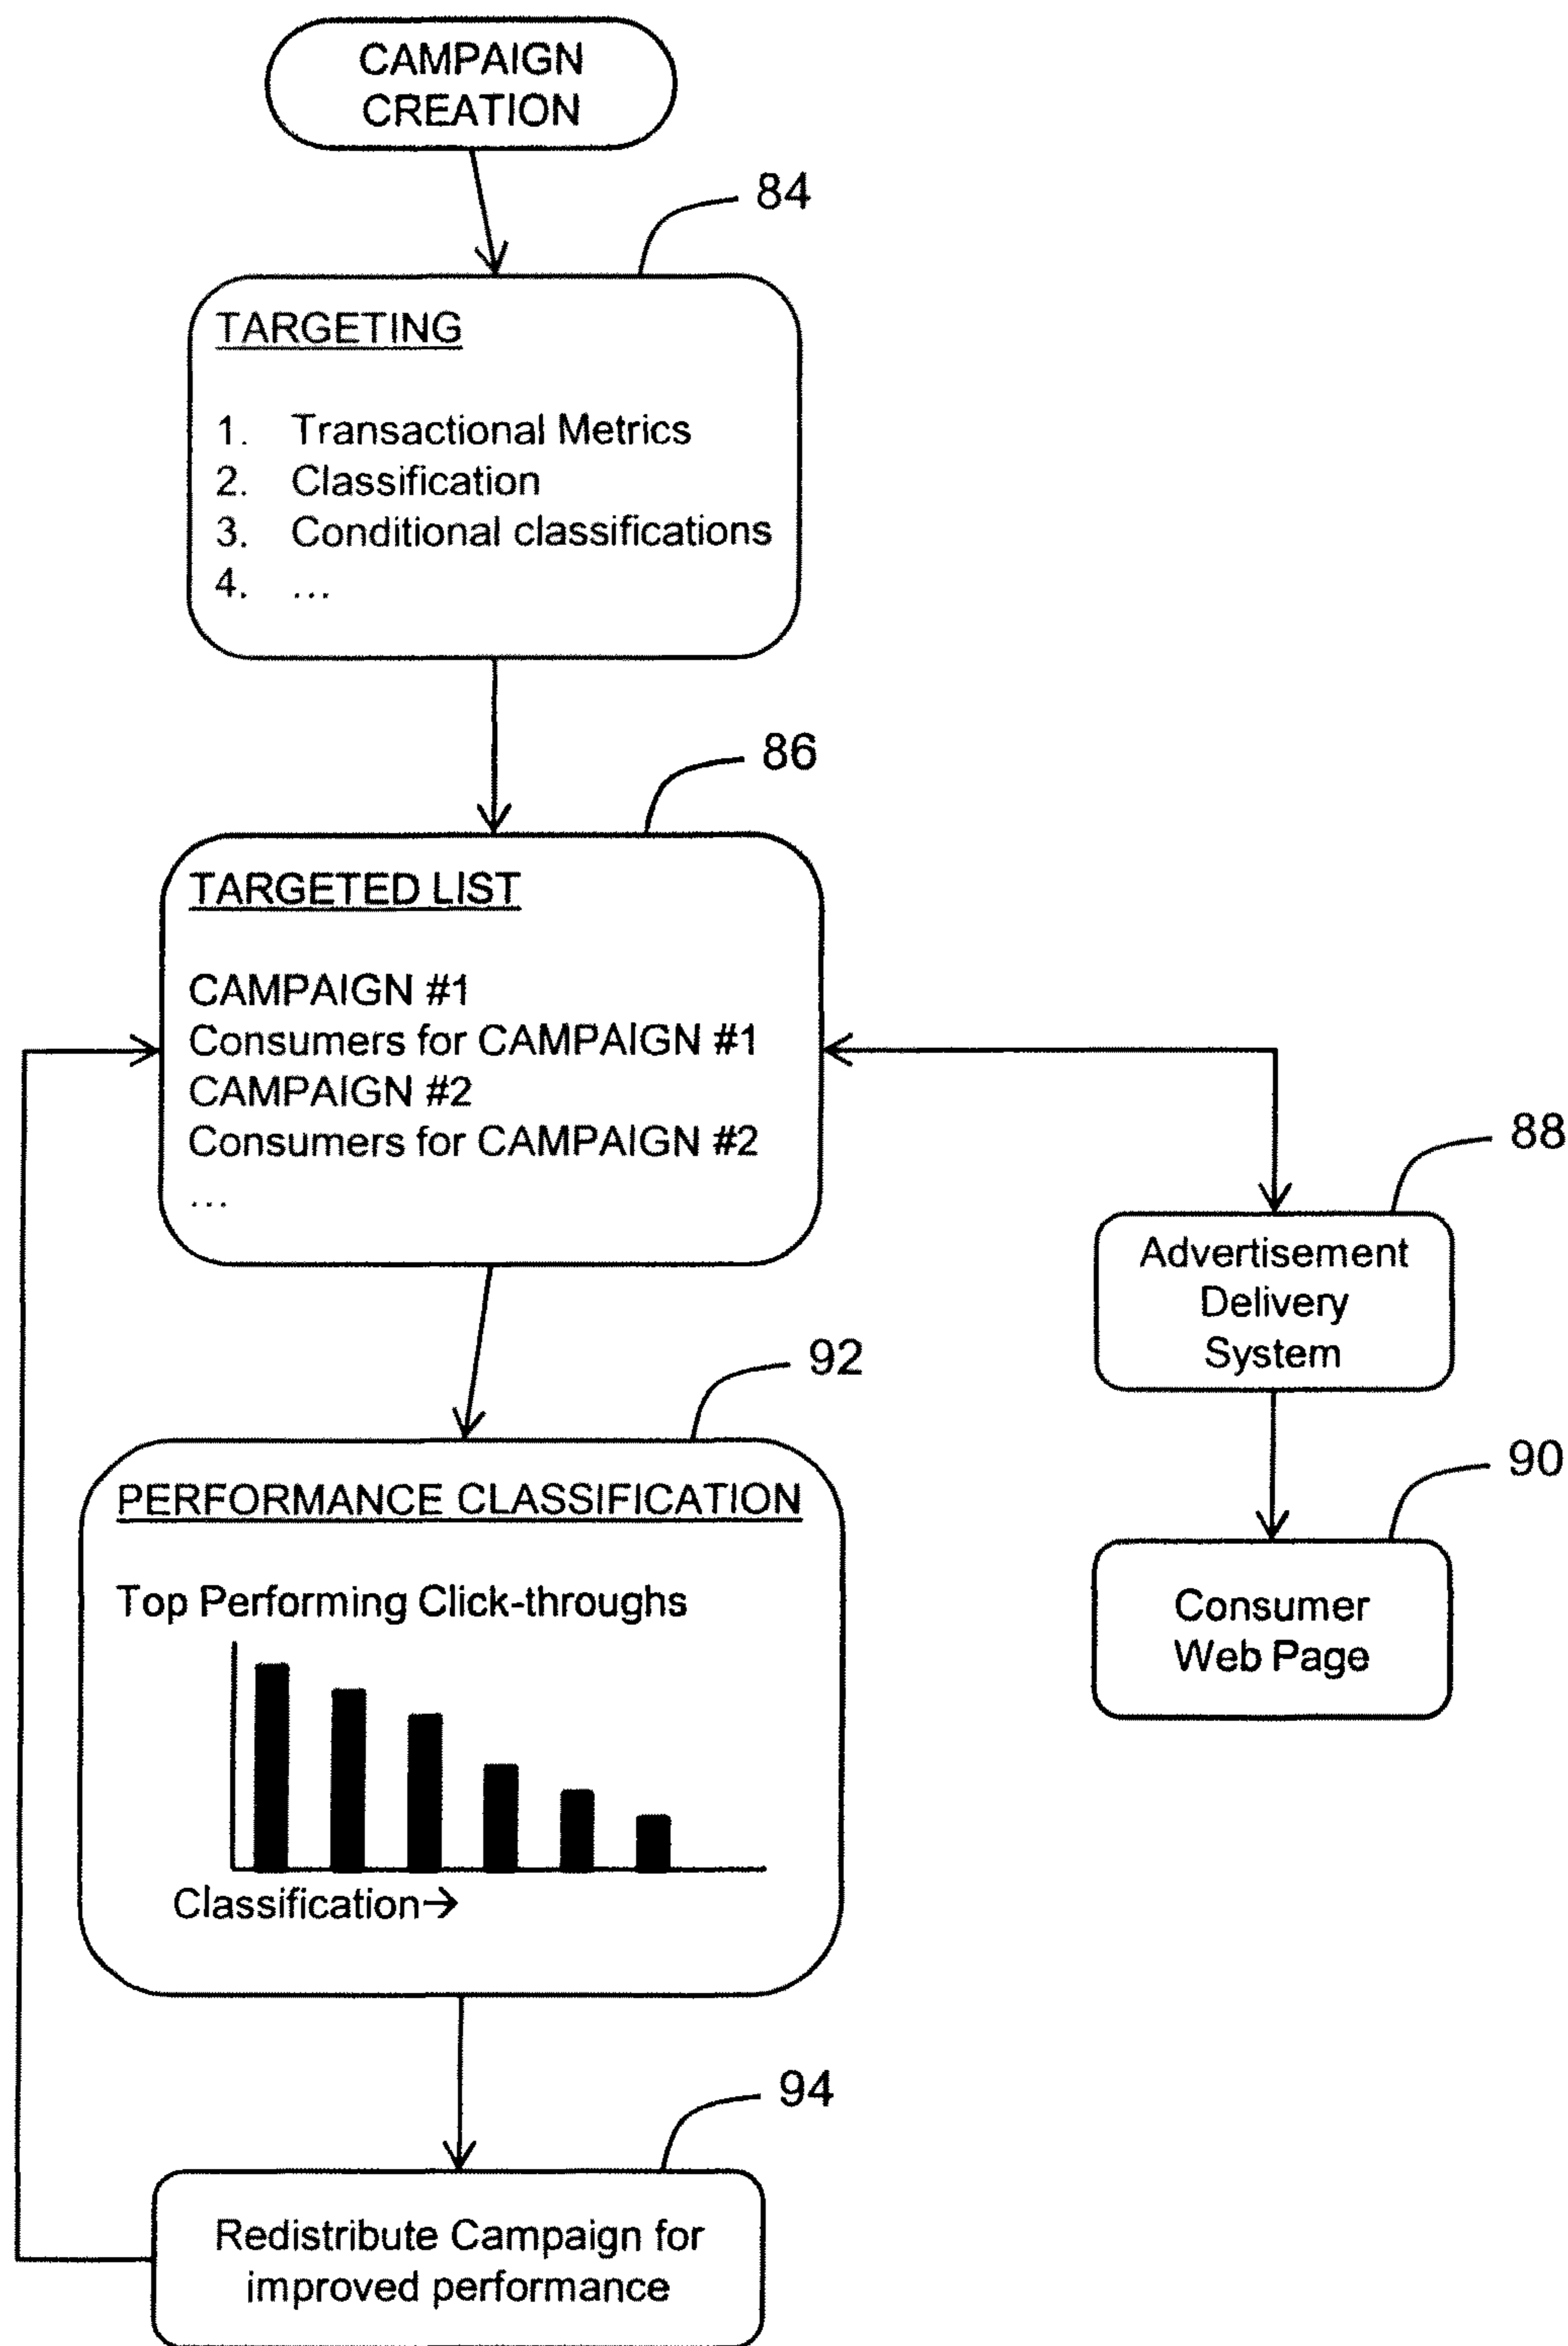 CAMPAIGN
CREATION
84
TARGETING
1. Transactional Metrics
2. Classification
3. Conditional classifications
4. ...
86
TARGETED LIST
CAMPAIGN #1
Consumers for CAMPAIGN #1
CAMPAIGN #2
Consumers for CAMPAIGN #2
...
88
Advertisement
Delivery
System
92
PERFORMANCE CLASSIFICATION
Top Performing Click-throughs
Classification→
90
Consumer
Web Page
94
Redistribute Campaign for
improved performance